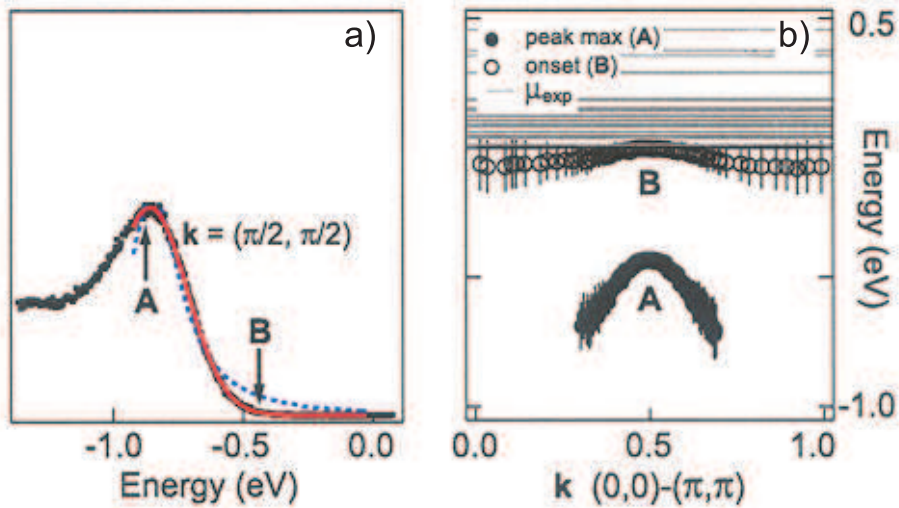 a)
k = (π/2, π/2)
A
B
-1.0
-0.5
0.0
Energy (eV)
b)
peak max (A)
onset (B)
μexp
B
A
0.5
-1.0
Energy (eV)
0.0
0.5
1.0
k (0,0)-(π,π)